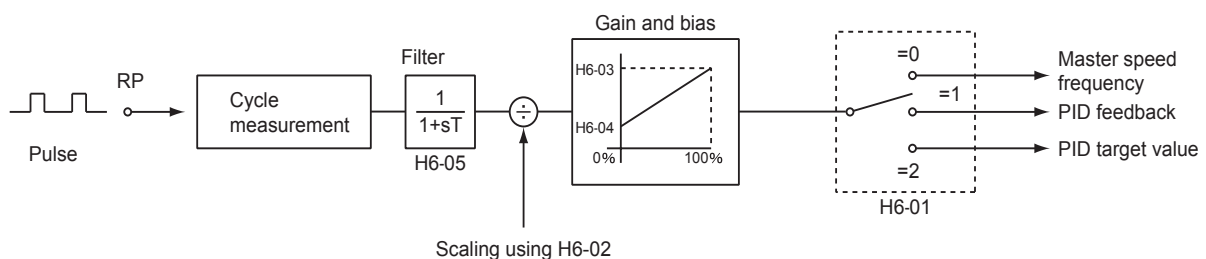 Gain and bias
Pulse
RP
Cycle
measurement
Filter
1
1+sT
H6-05
÷
Scaling using H6-02
H6-03
H6-04
0%
100%
=0
=1
=2
H6-01
Master speed
frequency
PID feedback
PID target value